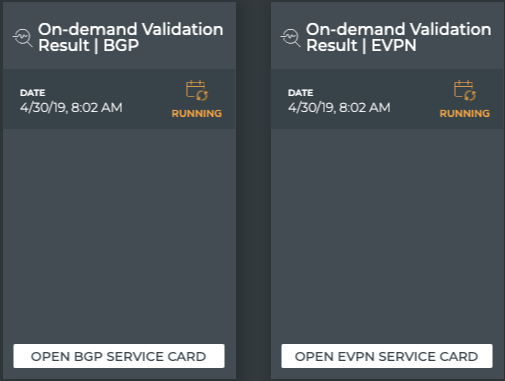 On-demand Validation
Result | BGP
DATE
4/30/19, 8:02 AM
RUNNING
OPEN BGP SERVICE CARD
On-demand Validation
Result | EVPN
DATE
4/30/19, 8:02 AM
RUNNING
OPEN EVPN SERVICE CARD